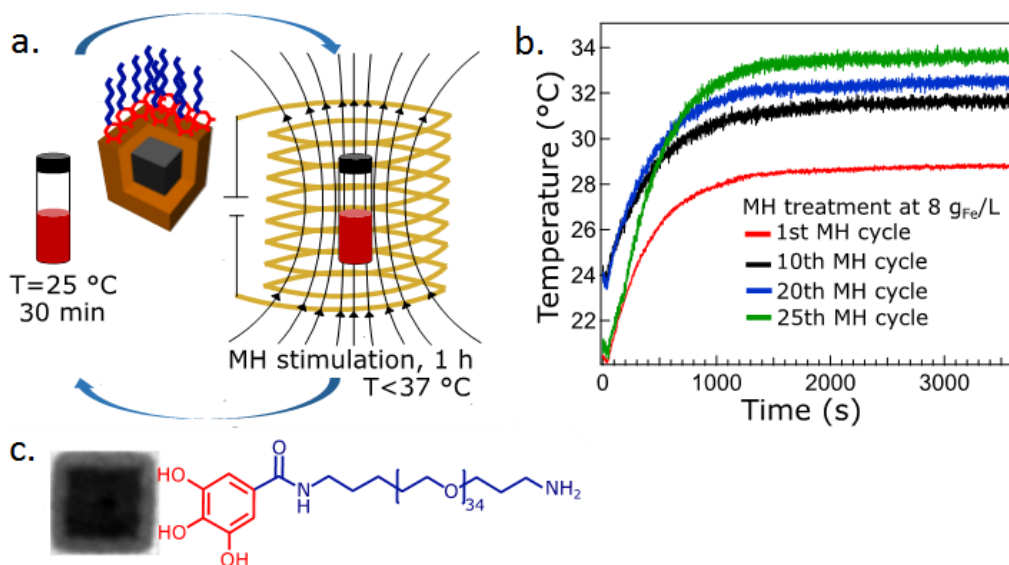 a.
T=25 °C
30 min
MH stimulation, 1 h
T<37 °C
b.
34
32
30
28
26
24
22
Temperature (°C)
MH treatment at 8 gFe/L
1st MH cycle
10th MH cycle
20th MH cycle
25th MH cycle
0
1000
2000
3000
Time (s)
c.
HO
HO
OH
O
N
H
O
34
NH2